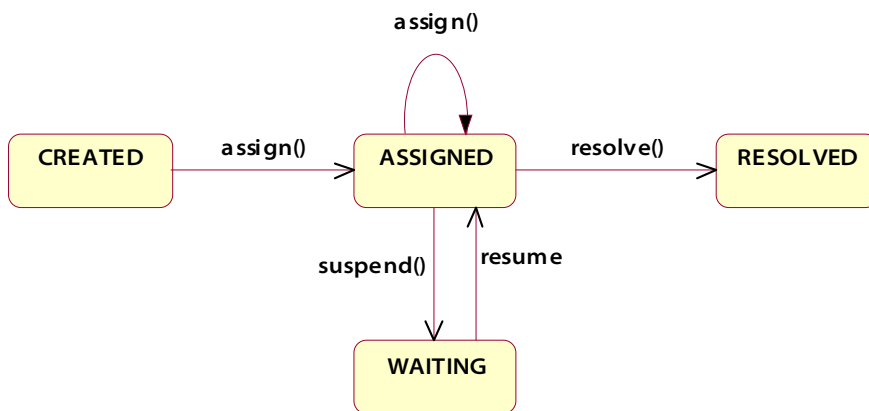 assign()
CREATED
assign()
ASSIGNED
resolve()
RESOLVED
suspend()
resume
WAITING